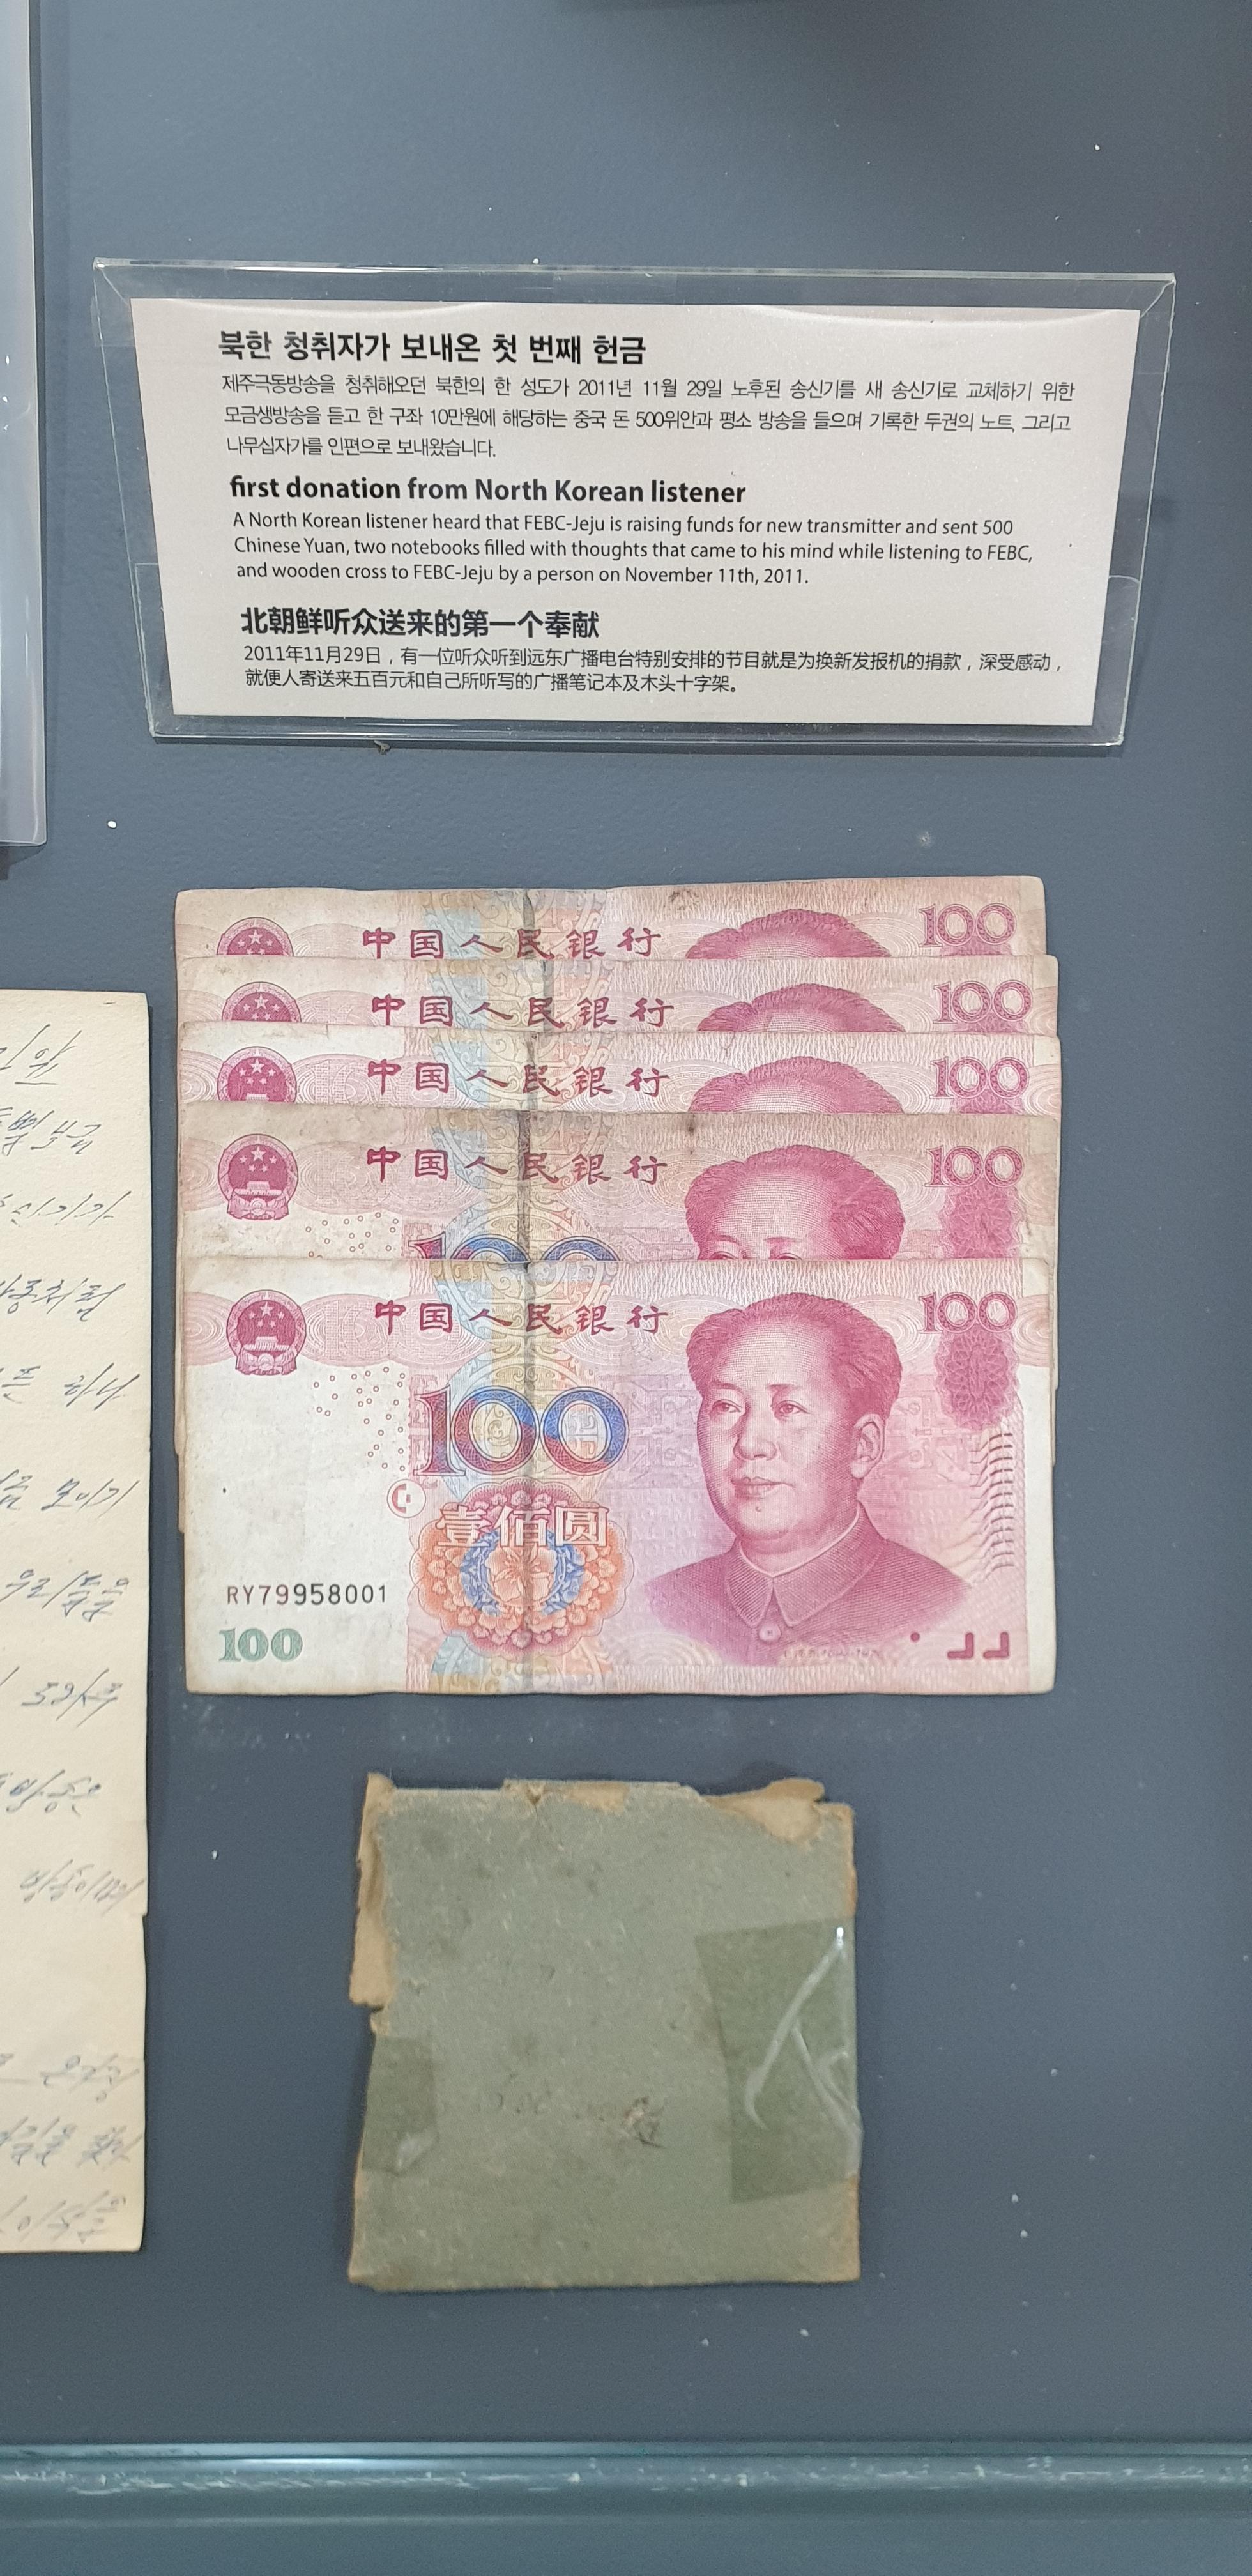 북한 청취자가 보내온 첫 번째 헌금
제주극동방송을 청취해오던 북한의 한 성도가 2011년 11월 29일 노후된 송신기를 새 송신기로 교체하기 위한
모금생방송을 듣고 한 구좌 10만원에 해당하는 중국 돈 500위안과 평소 방송을 들으며 기록한 두권의 노트, 그리고
나무십자가를 인편으로 보내왔습니다.
first donation from North Korean listener
A North Korean listener heard that FEBC-Jeju is raising funds for new transmitter and sent 500
Chinese Yuan, two notebooks filled with thoughts that came to his mind while listening to FEBC,
and wooden cross to FEBC-Jeju by a person on November 11th, 2011.
北朝鲜听众送来的第一个奉献
2011年11月29日，有一位听众听到远东广播电台特别安排的节目就是为换新发报机的捐款，深受感动，
就便人寄送来五百元和自己所听写的广播笔记本及木头十字架。
中国人民银行 100
中国人民银行 100
中国人民银行 100
中国人民银行 100
100
中国人民银行 100
100
壹佰圆
RY79958001
100
하나
모이기